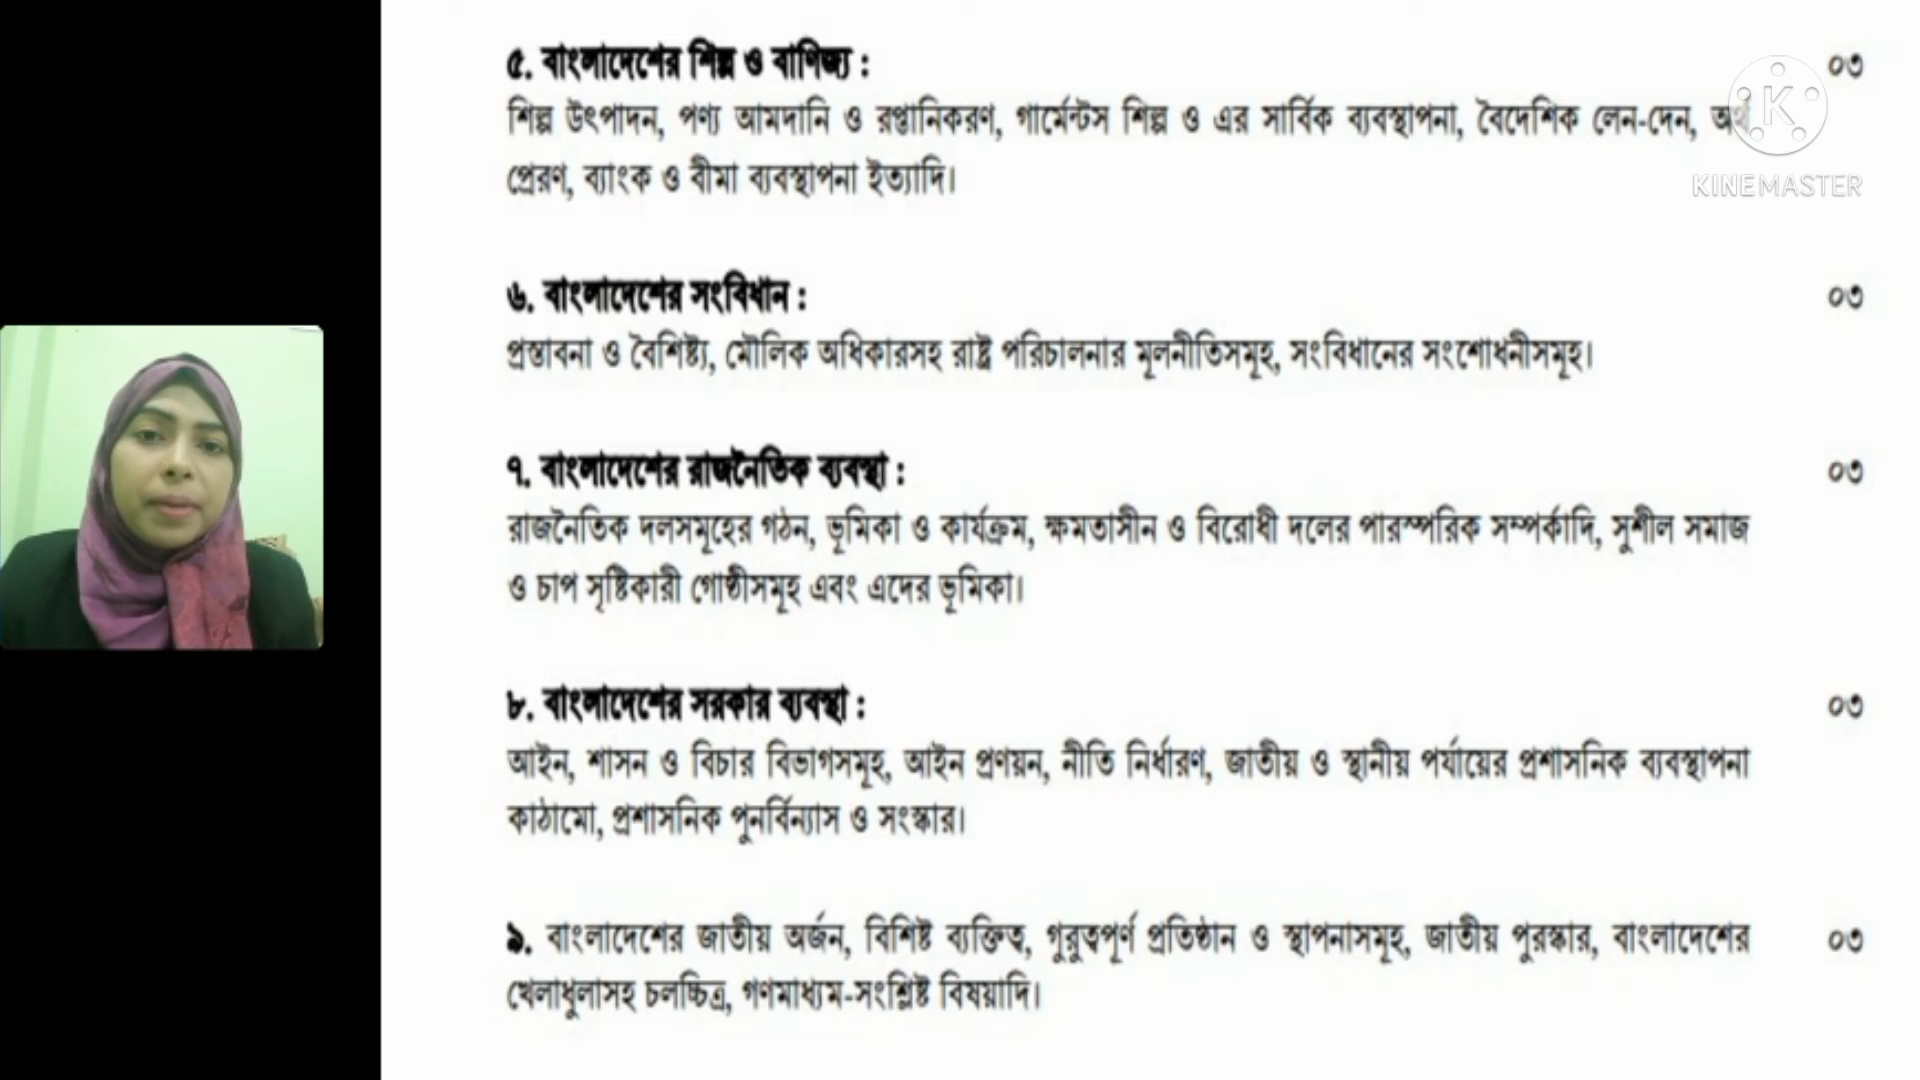 ৫. বাংলাদেশের শিল্প ও বাণিজ্য : ০৩
শিল্প উৎপাদন, পণ্য আমদানি ও রপ্তানিকরণ, গার্মেন্টস শিল্প ও এর সার্বিক ব্যবস্থাপনা, বৈদেশিক লেন-দেন, অর্থ
প্রেরণ, ব্যাংক ও বীমা ব্যবস্থাপনা ইত্যাদি।
K
KINEMASTER
৬. বাংলাদেশের সংবিধান : ০৩
প্রস্তাবনা ও বৈশিষ্ট্য, মৌলিক অধিকারসহ রাষ্ট্র পরিচালনার মূলনীতিসমূহ, সংবিধানের সংশোধনীসমূহ।
৭. বাংলাদেশের রাজনৈতিক ব্যবস্থা : ০৩
রাজনৈতিক দলসমূহের গঠন, ভূমিকা ও কার্যক্রম, ক্ষমতাসীন ও বিরোধী দলের পারস্পরিক সম্পর্কাদি, সুশীল সমাজ
ও চাপ সৃষ্টিকারী গোষ্ঠীসমূহ এবং এদের ভূমিকা।
৮. বাংলাদেশের সরকার ব্যবস্থা : ০৩
আইন, শাসন ও বিচার বিভাগসমূহ, আইন প্রণয়ন, নীতি নির্ধারণ, জাতীয় ও স্থানীয় পর্যায়ের প্রশাসনিক ব্যবস্থাপনা
কাঠামো, প্রশাসনিক পুনর্বিন্যাস ও সংস্কার।
৯. বাংলাদেশের জাতীয় অর্জন, বিশিষ্ট ব্যক্তিত্ব, গুরুত্বপূর্ণ প্রতিষ্ঠান ও স্থাপনাসমূহ, জাতীয় পুরস্কার, বাংলাদেশের ০৩
খেলাধুলাসহ চলচ্চিত্র, গণমাধ্যম-সংশ্লিষ্ট বিষয়াদি।